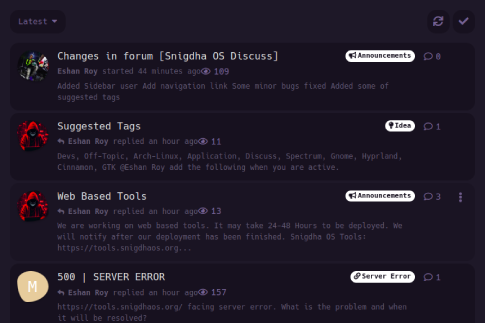 Latest
Changes in forum [Snigdha OS Discuss]
Announcements
0
Eshan Roy started 44 minutes ago 109
Added Sidebar user Add navigation link Some minor bugs fixed Added some of
suggested tags
Suggested Tags
Idea
1
Eshan Roy replied an hour ago 11
Devs, Off-Topic, Arch-Linux, Application, Discuss, Spectrum, Gnome, Hyprland,
Cinnamon, GTK @Eshan Roy add the following when you are active.
Web Based Tools
Announcements
3
Eshan Roy replied an hour ago 13
We are working on web based tools. It may take 24-48 Hours to be deployed. We
will notify after our deployment has been finished. Snigdha OS Tools:
https://tools.snigdhaos.org...
M
500 | SERVER ERROR
Server Error
1
Eshan Roy replied an hour ago 157
https://tools.snigdhaos.org/ facing server error. What is the problem and when
it will be resolved?